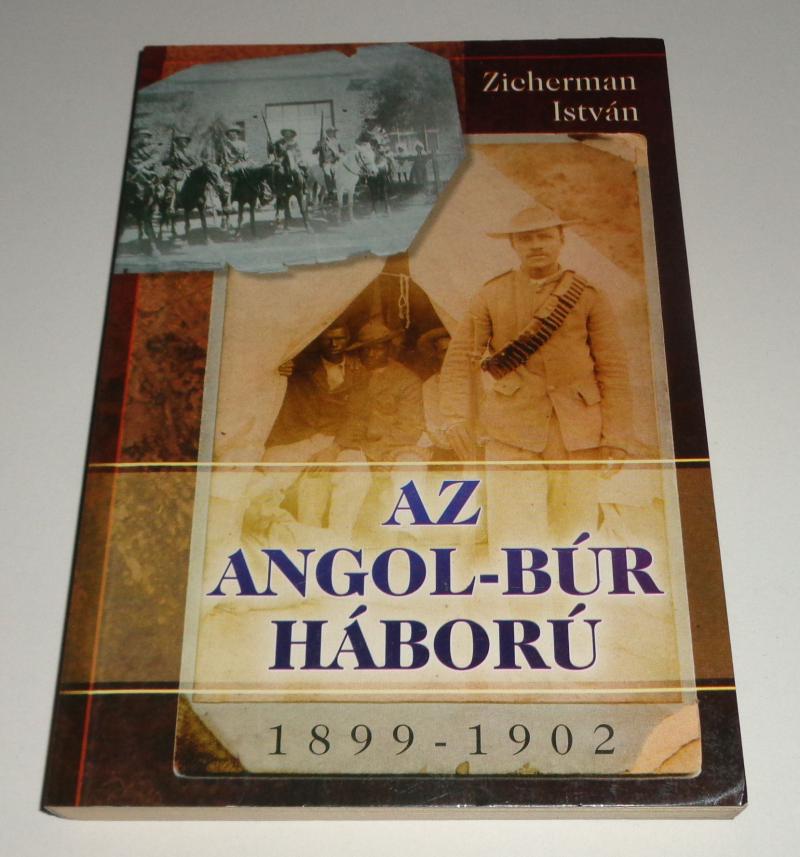 Zicherman
István
AZ
ANGOL-BÚR
HÁBORÚ
1899-1902